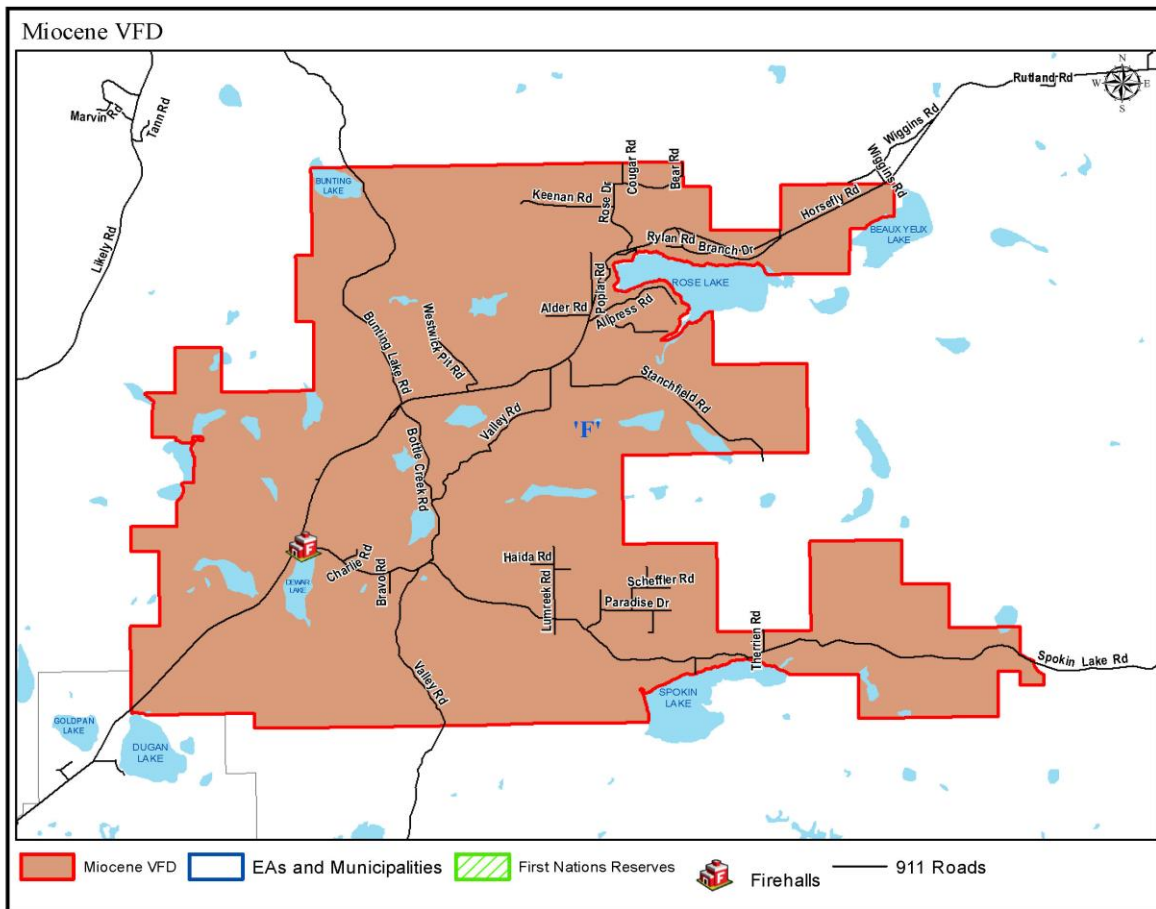 Miocene VFD
N
W E
S
Rutland Rd
Marvin Rd
Tann Rd
Wiggins Rd
Wiggins Rd
Cougar Rd
Bear Rd
BUNTING
LAKE
Keenan Rd
Rose Dr
Horsefly Rd
Likely Rd
Rylan Rd
Branch Dr
BEAUX YEUX
LAKE
ROSE LAKE
Poplar Rd
Alder Rd
Allpress Rd
Bunting Lake Rd
Westwick Pit Rd
Stanchfield Rd
Valley Rd
'F'
Bottle Creek Rd
F
Charlie Rd
Bravo Rd
DEWAR
LAKE
Haida Rd
Lumreek Rd
Scheffler Rd
Paradise Dr
Therrien Rd
Spokin Lake Rd
Valley Rd
SPOKIN
LAKE
GOLDPAN
LAKE
DUGAN
LAKE
Miocene VFD
EAs and Municipalities
First Nations Reserves
F
Firehalls
911 Roads